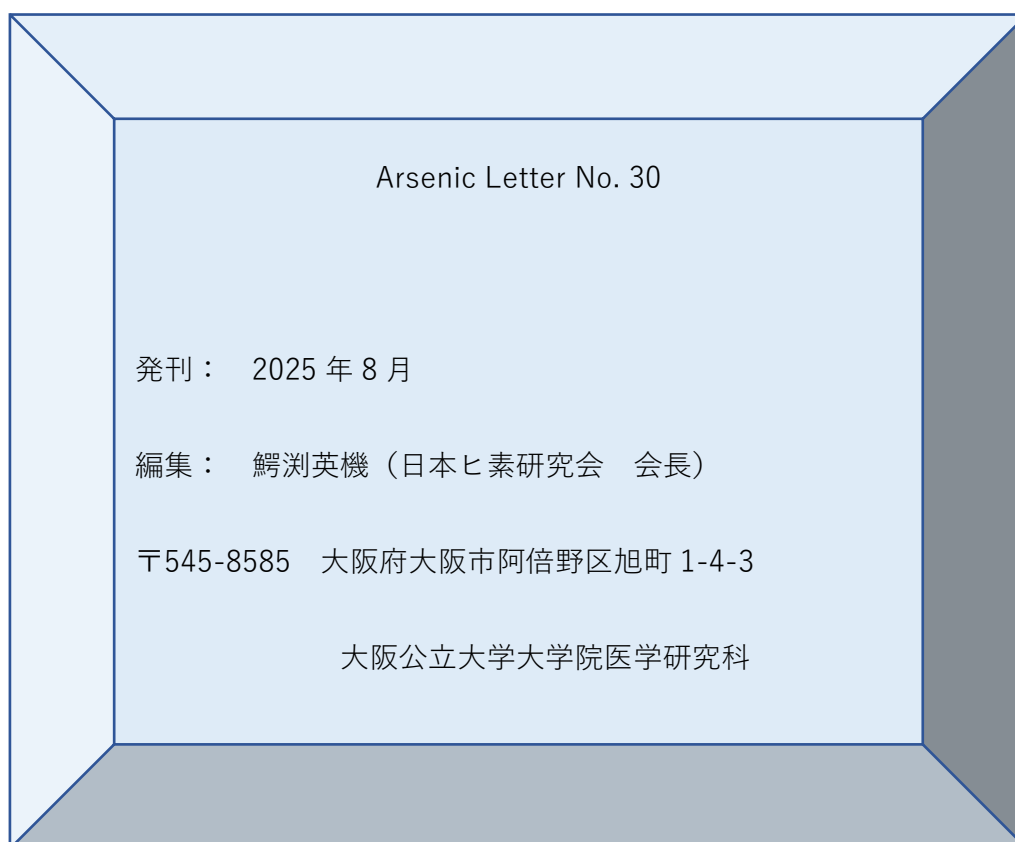 Arsenic Letter No. 30
発刊： 2025 年 8 月
編集： 鰐渕英機（日本ヒ素研究会　会長）
〒545-8585　大阪府大阪市阿倍野区旭町 1-4-3
大阪公立大学大学院医学研究科